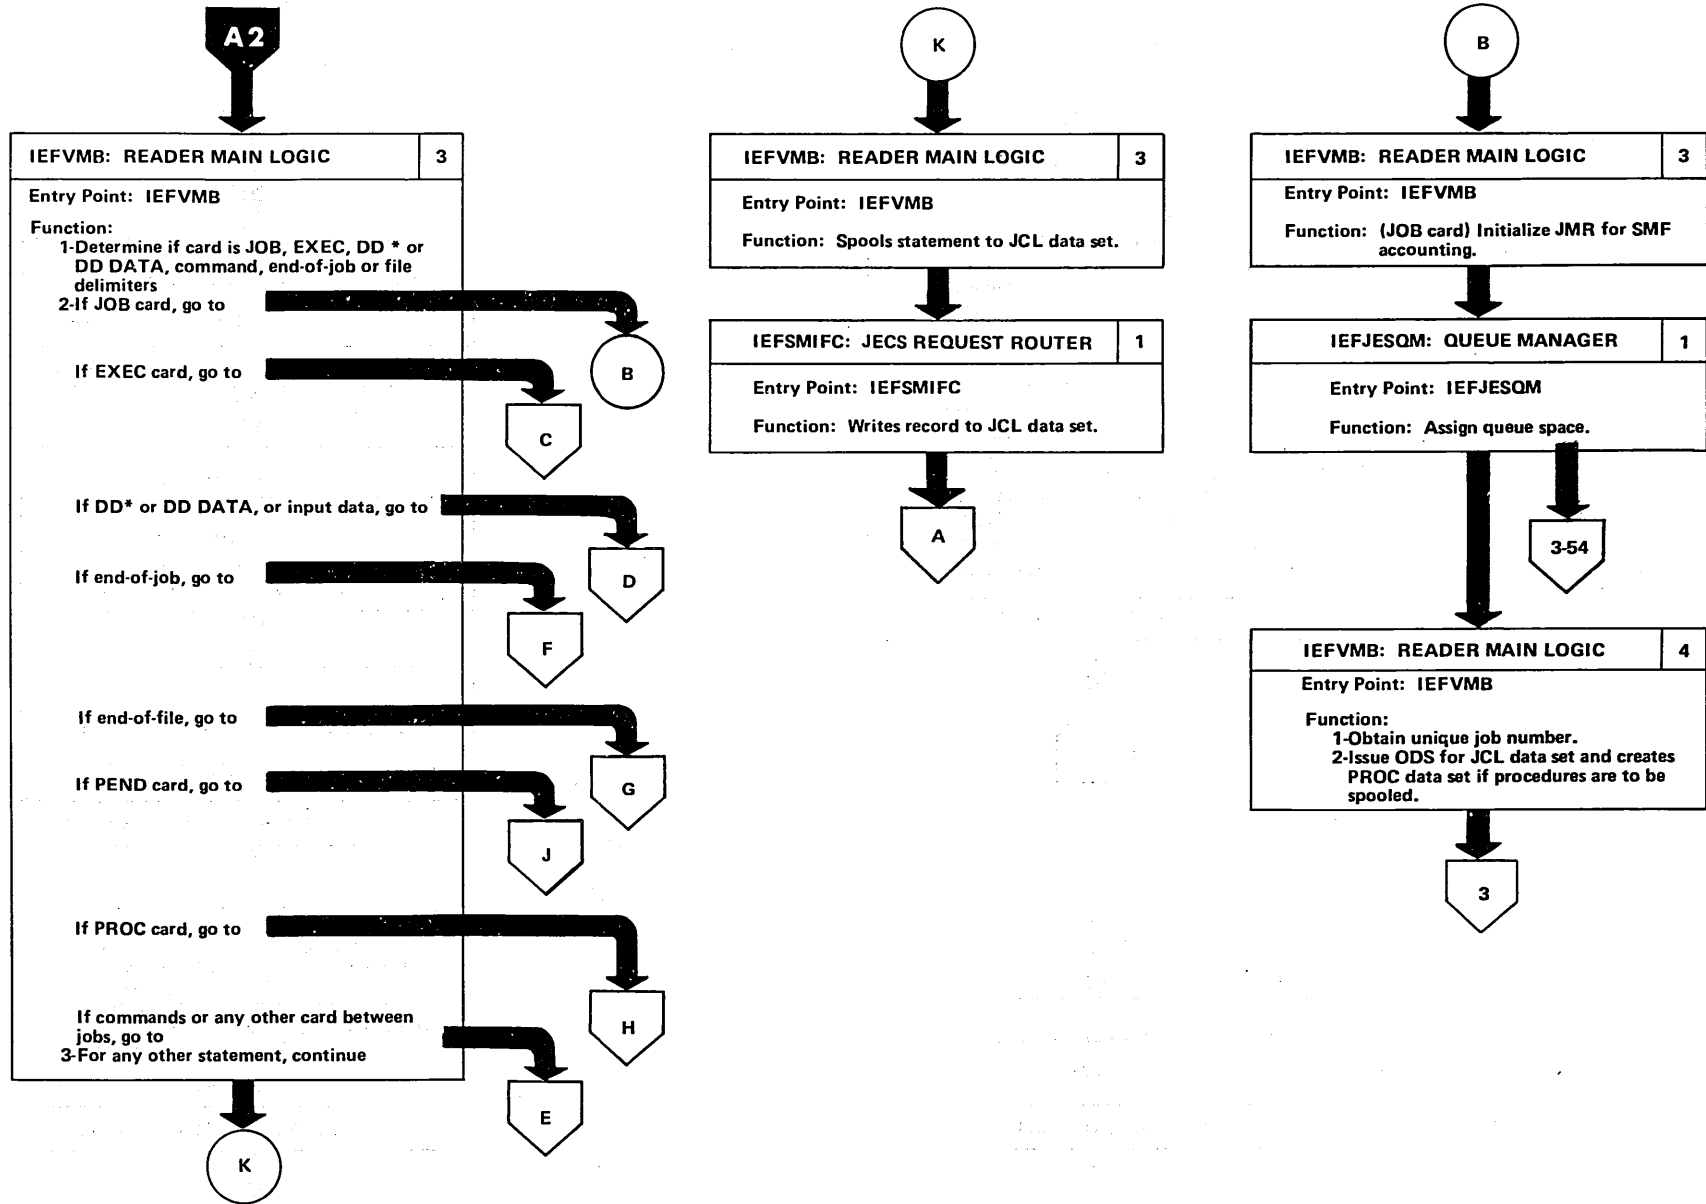 A2
IEFVMB: READER MAIN LOGIC 3
Entry Point: IEFVMB
Function:
1-Determine if card is JOB, EXEC, DD * or
DD DATA, command, end-of-job or file
delimiters
2-If JOB card, go to
B
If EXEC card, go to
C
If DD* or DD DATA, or input data, go to
D
If end-of-job, go to
F
If end-of-file, go to
G
If PEND card, go to
J
If PROC card, go to
H
If commands or any other card between
jobs, go to
3-For any other statement, continue
E
K
K
IEFVMB: READER MAIN LOGIC 3
Entry Point: IEFVMB
Function: Spools statement to JCL data set.
IEFSMIFC: JECS REQUEST ROUTER 1
Entry Point: IEFSMIFC
Function: Writes record to JCL data set.
A
B
IEFVMB: READER MAIN LOGIC 3
Entry Point: IEFVMB
Function: (JOB card) Initialize JMR for SMF
accounting.
IEFJESQM: QUEUE MANAGER 1
Entry Point: IEFJESQM
Function: Assign queue space.
3-54
IEFVMB: READER MAIN LOGIC 4
Entry Point: IEFVMB
Function:
1-Obtain unique job number.
2-Issue ODS for JCL data set and creates
PROC data set if procedures are to be
spooled.
3